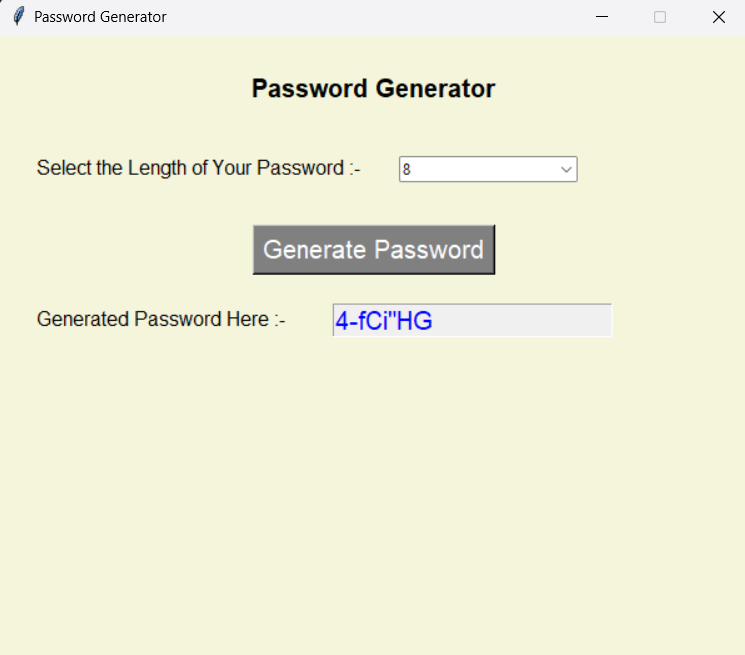 Password Generator
Password Generator
Select the Length of Your Password :- 8
Generate Password
Generated Password Here :- 4-fCi"HG